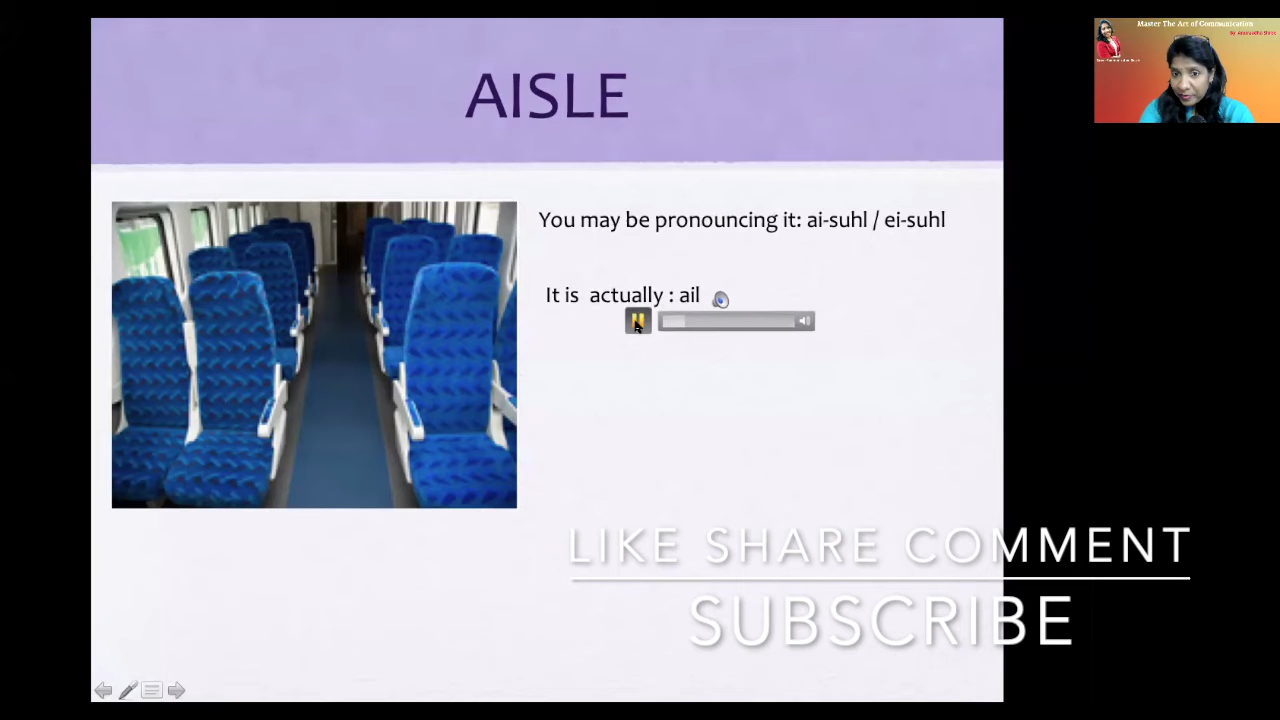 AISLE
Master The Art of Communication
You may be pronouncing it: ai-suhl / ei-suhl
It is actually : ail
LIKE SHARE COMMENT
SUBSCRIBE